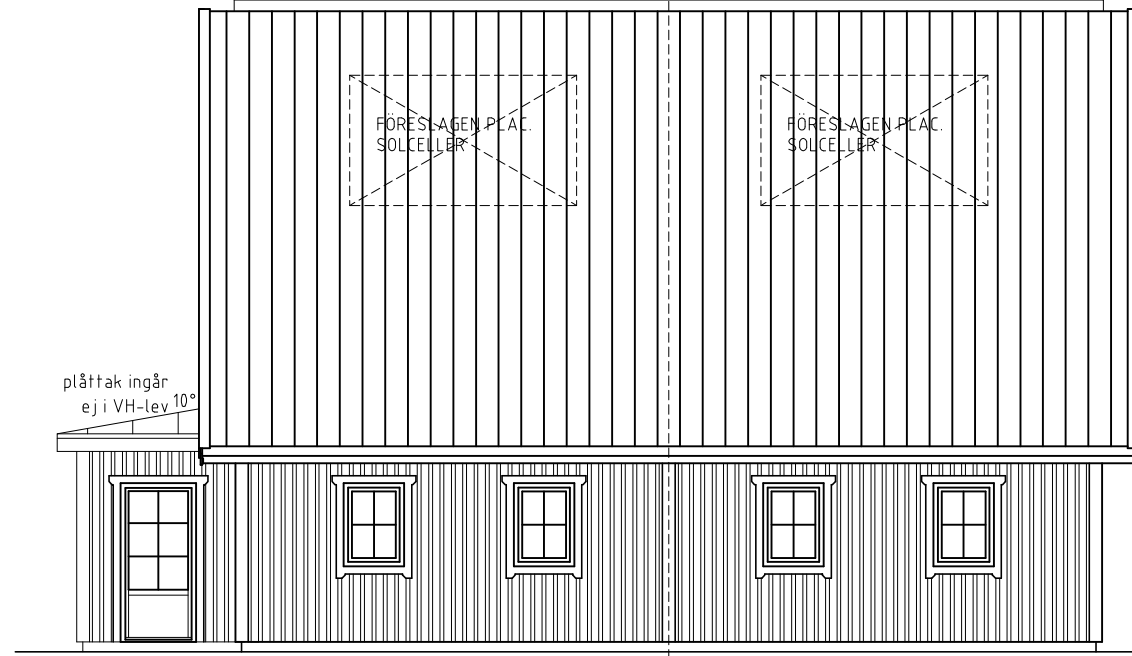 FÖRESLAGEN PLAC.
SOLCELLER
FÖRESLAGEN PLAC.
SOLCELLER
plåttak ingår
ej i VH-lev
10°